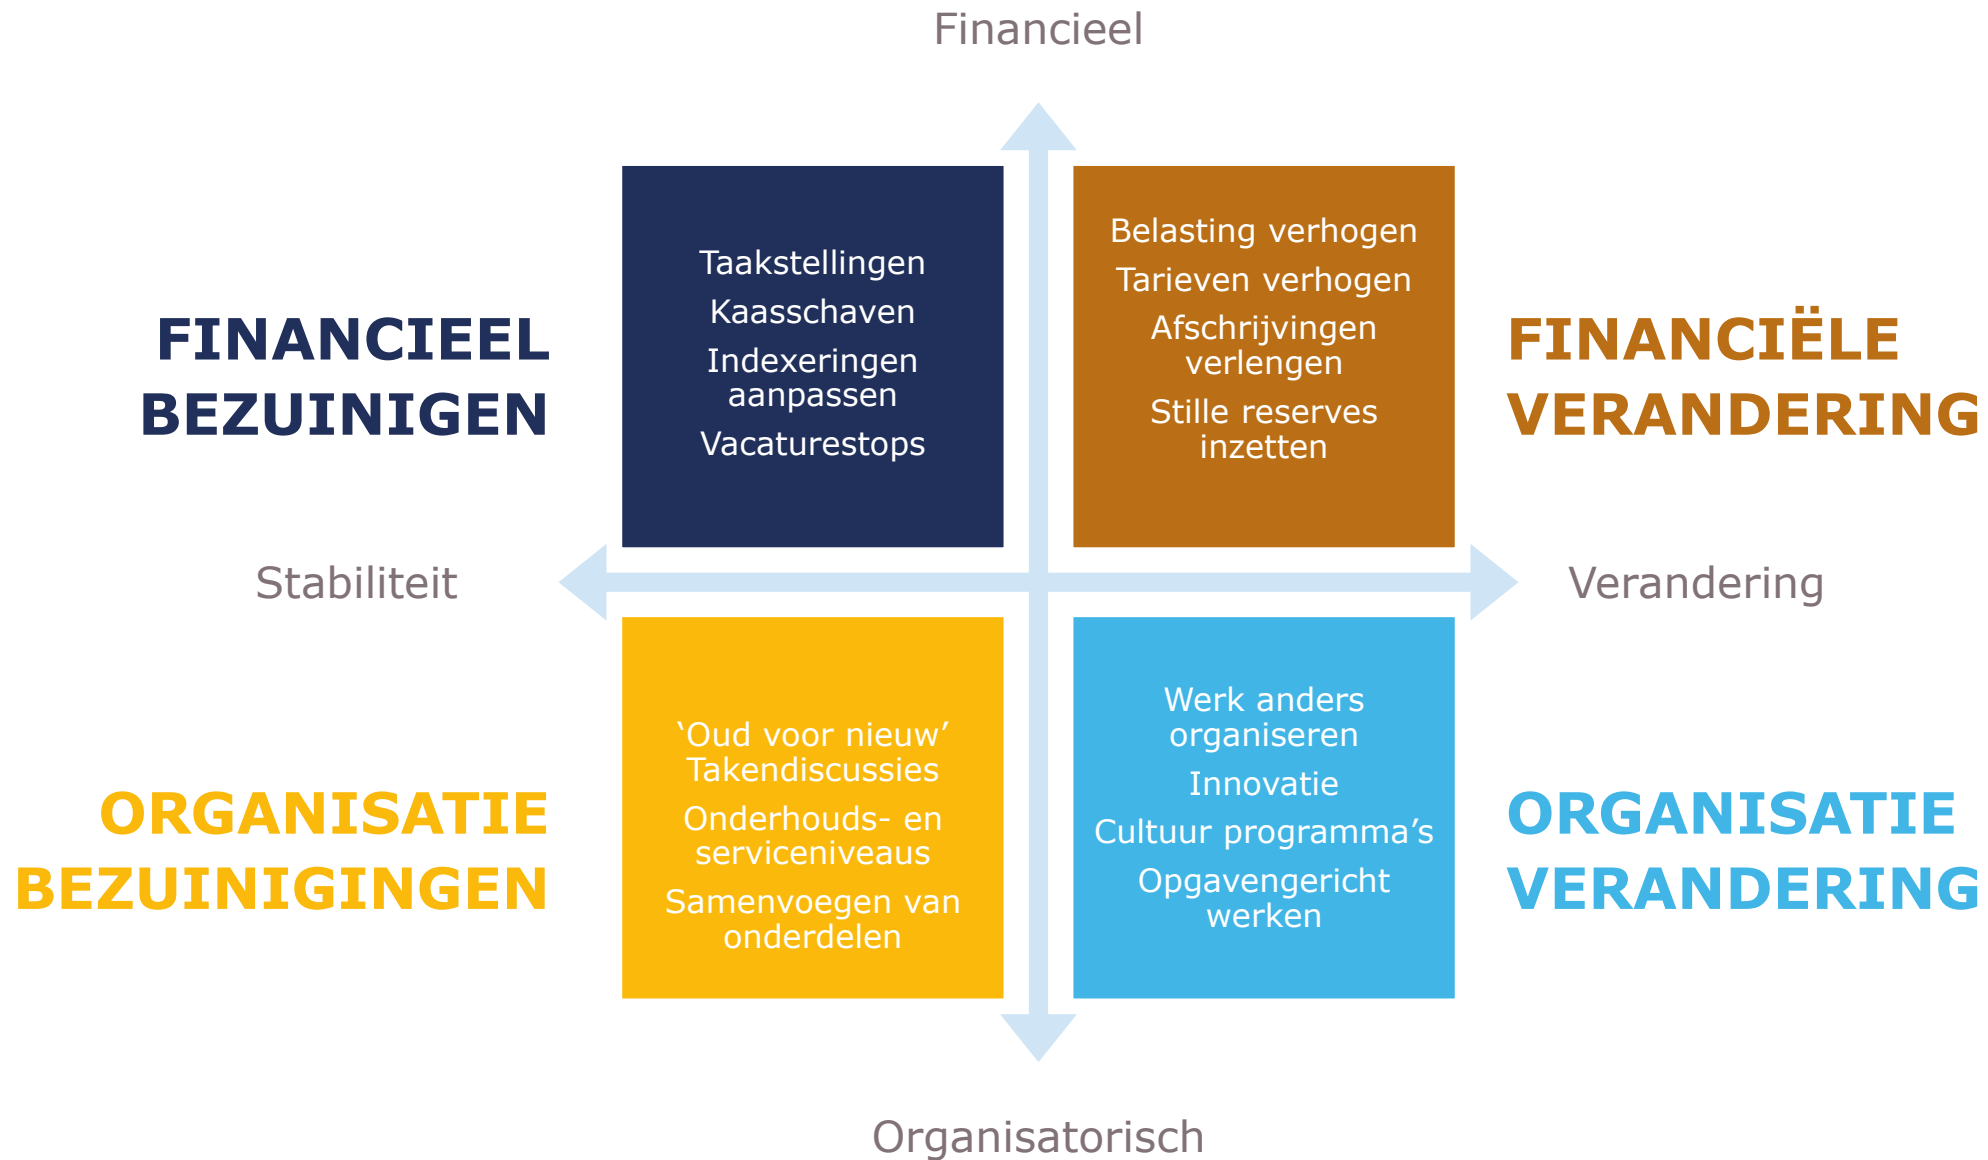 Financieel
FINANCIEEL
BEZUINIGEN
Taakstellingen
Kaasschaven
Indexeringen
aanpassen
Vacaturestops
Belasting verhogen
Tarieven verhogen
Afschrijvingen
verlengen
Stille reserves
inzetten
FINANCIËLE
VERANDERING
Stabiliteit
Verandering
ORGANISATIE
BEZUINIGINGEN
‘Oud voor nieuw’
Takendiscussies
Onderhouds- en
serviceniveaus
Samenvoegen van
onderdelen
Werk anders
organiseren
Innovatie
Cultuur programma’s
Opgavengericht
werken
ORGANISATIE
VERANDERING
Organisatorisch